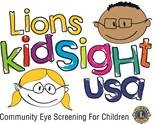 Lions
KidSight
USA
Community Eye Screening For Children